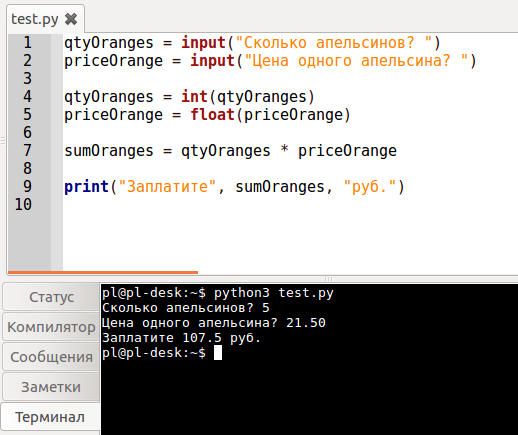 test.py
1 qtyOranges = input("Сколько апельсинов? ")
2 priceOrange = input("Цена одного апельсина? ")
3
4 qtyOranges = int(qtyOranges)
5 priceOrange = float(priceOrange)
6
7 sumOranges = qtyOranges * priceOrange
8
9 print("Заплатите", sumOranges, "руб.")
10
Статус
Компилятор
Сообщения
Заметки
Терминал
pl@pl-desk:~$ python3 test.py
Сколько апельсинов? 5
Цена одного апельсина? 21.50
Заплатите 107.5 руб.
pl@pl-desk:~$